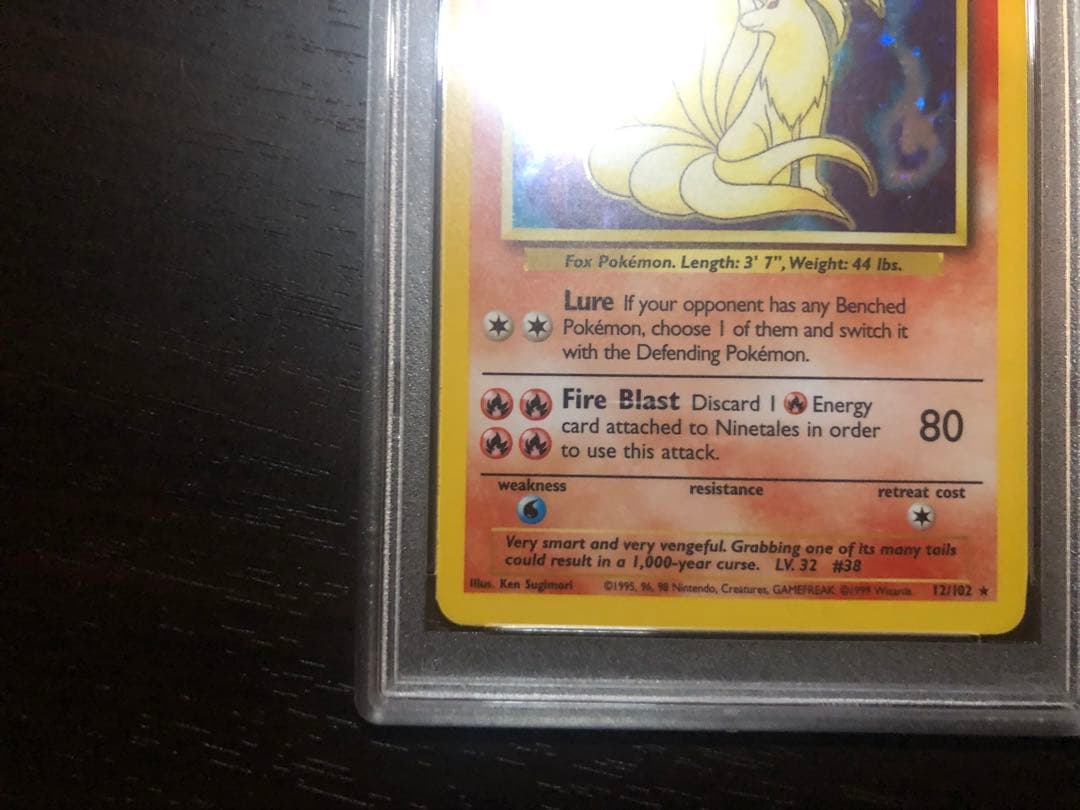 Fox Pokémon. Length: 3' 7", Weight: 44 lbs.
Lure If your opponent has any Benched
Pokémon, choose 1 of them and switch it
with the Defending Pokémon.
Fire Blast Discard 1 Energy
card attached to Ninetales in order
to use this attack.
80
weakness resistance retreat cost
Very smart and very vengeful. Grabbing one of its many tails
could result in a 1,000-year curse. LV. 32 #38
Illus. Ken Sugimori ©1995, 96, 98 Nintendo, Creatures, GAMEFREAK. ©1999 Wizards. 12/102